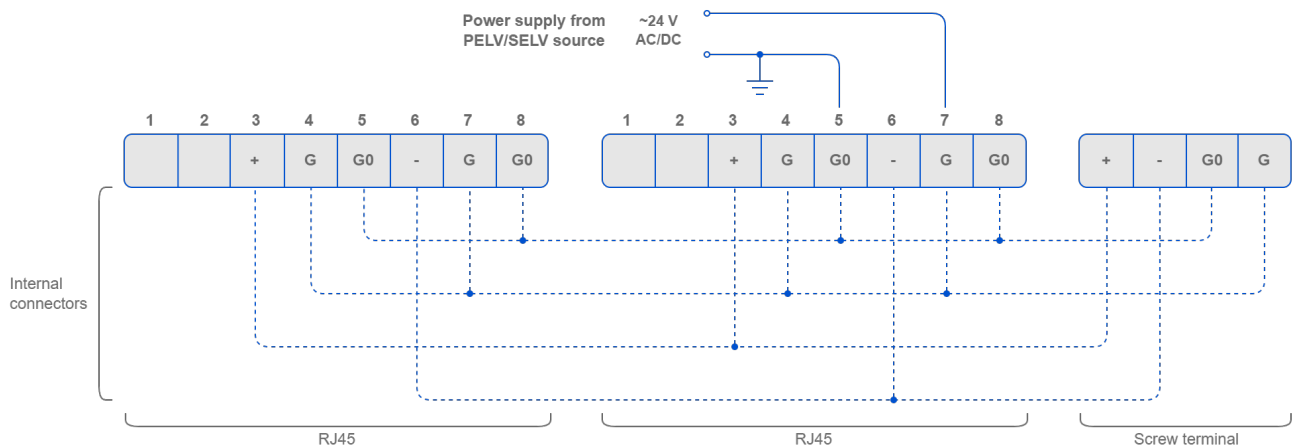 Power supply from ~24 V
PELV/SELV source AC/DC
1 2 3 4 5 6 7 8 1 2 3 4 5 6 7 8
+ G G0 - G G0 + G G0 - G G0 + - G0 G
Internal
connectors
RJ45 RJ45 Screw terminal